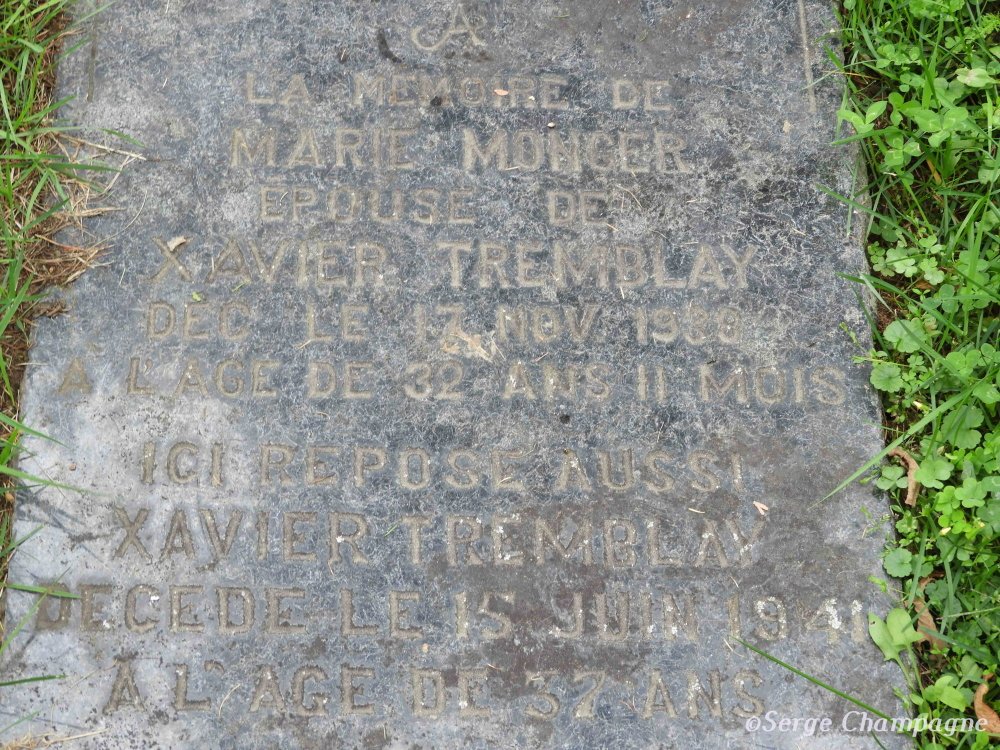 A
LA MEMOIRE DE
MARIE MONGER
EPOUSE DE
XAVIER TREMBLAY
DEC LE 17 NOV
À L'AGE DE 32 ANS 11 MOIS
ICI REPOSE AUSSI
XAVIER TREMBLAY
DECEDE LE 15 JUIN 1941
A L'AGE DE 37 ANS
©Serge Champagne